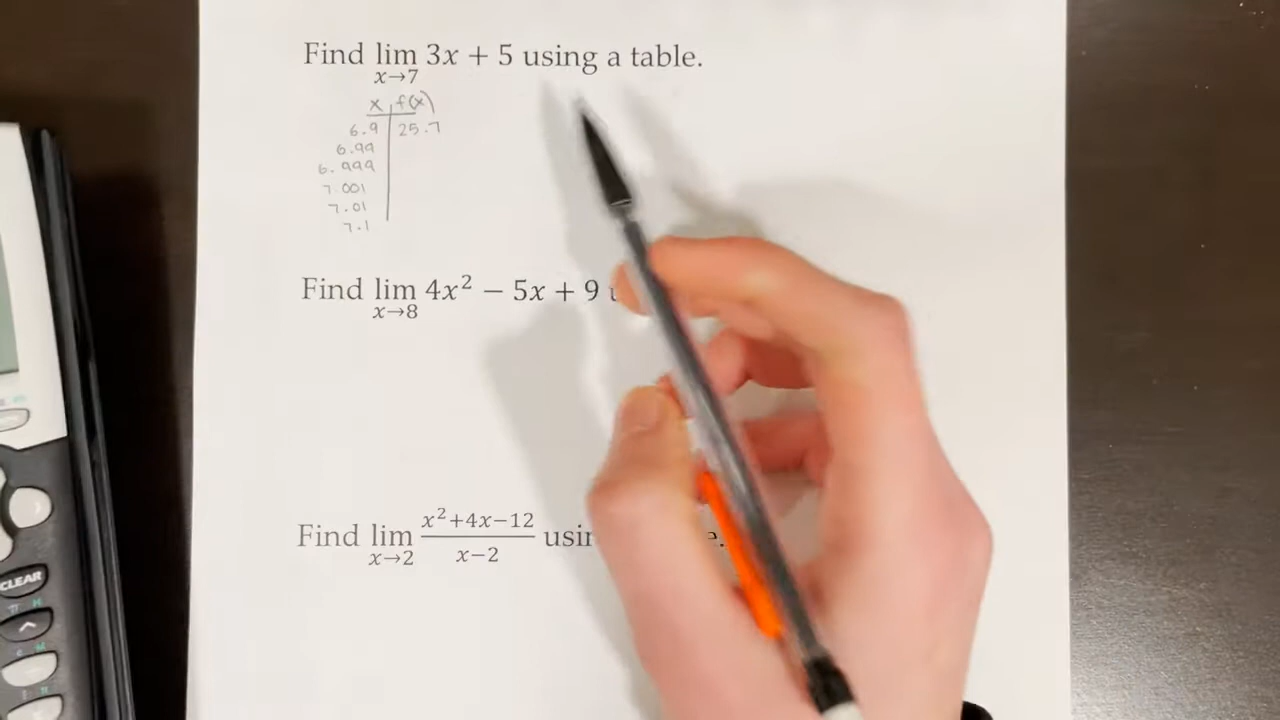 Find lim 3x + 5 using a table.
x→7
x f(x)
6.9 25.7
6.99
6.999
7.001
7.01
7.1
Find lim 4x² − 5x + 9
x→8
Find lim x²+4x−12
x→2 x−2
CLEAR